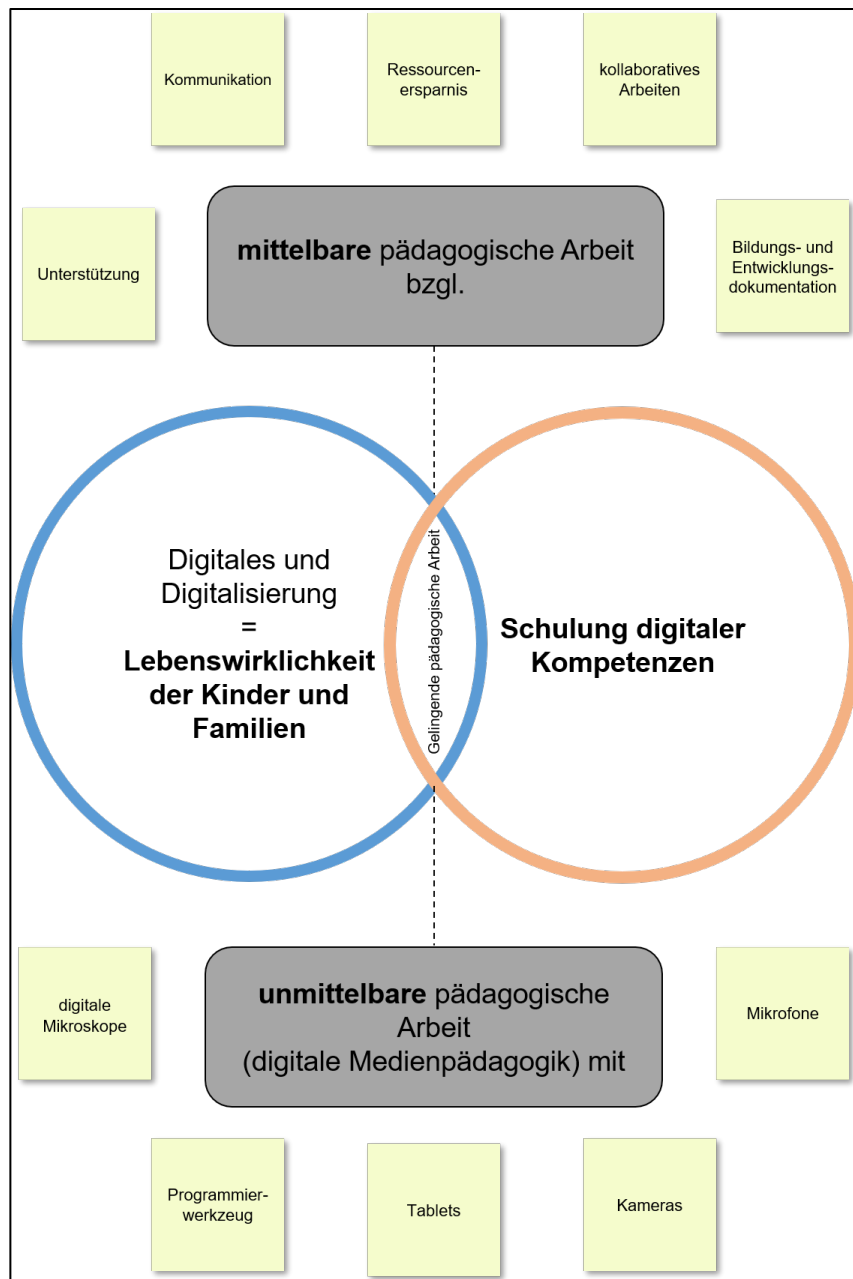 Kommunikation
Ressourcen-
ersparnis
kollaboratives
Arbeiten
Unterstützung
mittelbare pädagogische Arbeit
bzgl.
Bildungs- und
Entwicklungs-
dokumentation
Digitales und
Digitalisierung
=
Lebenswirklichkeit
der Kinder und
Familien
Gelingende pädagogische Arbeit
Schulung digitaler
Kompetenzen
digitale
Mikroskope
unmittelbare pädagogische
Arbeit
(digitale Medienpädagogik) mit
Mikrofone
Programmier-
werkzeug
Tablets
Kameras